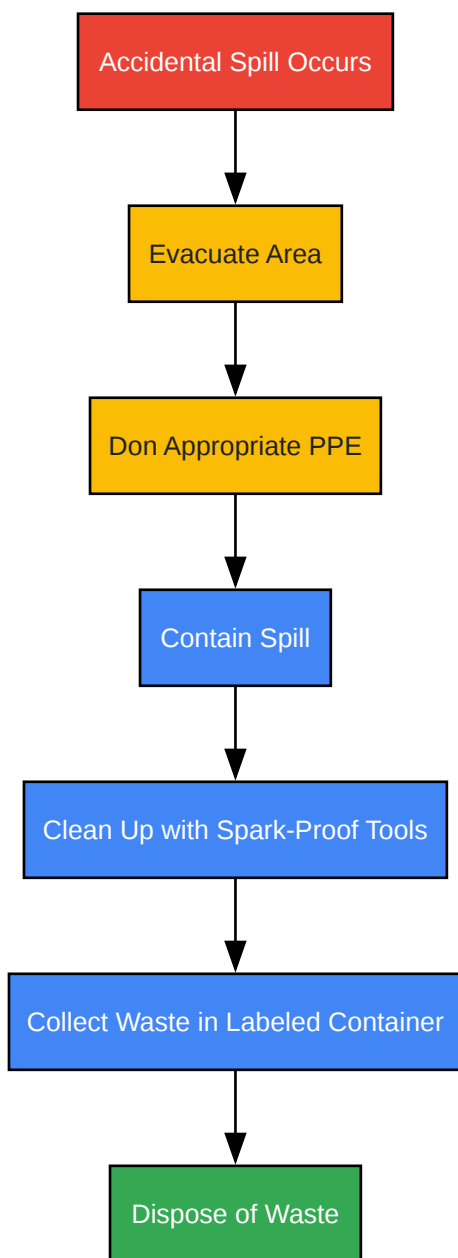 Accidental Spill Occurs
Evacuate Area
Don Appropriate PPE
Contain Spill
Clean Up with Spark-Proof Tools
Collect Waste in Labeled Container
Dispose of Waste